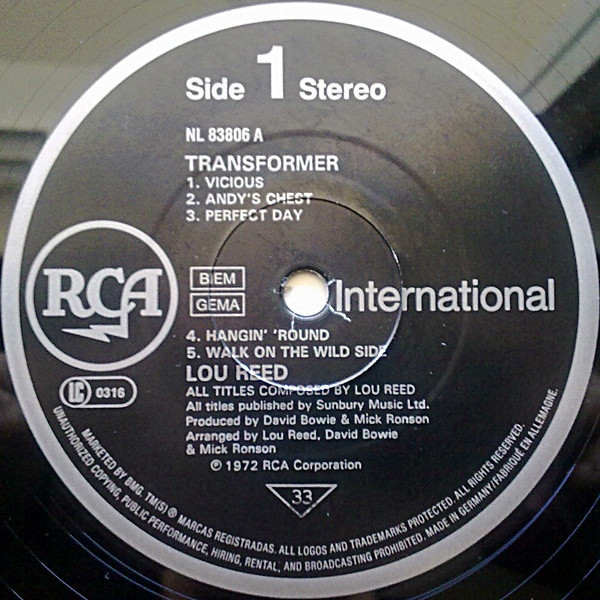 Side 1 Stereo
NL 83806 A
TRANSFORMER
1. VICIOUS
2. ANDY'S CHEST
3. PERFECT DAY
RCA
BIEM
GEMA
International
4. HANGIN' 'ROUND
5. WALK ON THE WILD SIDE
LOU REED
LC 0316
ALL TITLES COMPOSED BY LOU REED
All titles published by Sunbury Music Ltd.
Produced by David Bowie & Mick Ronson
Arranged by Lou Reed, David Bowie
& Mick Ronson
℗ 1972 RCA Corporation
33
MARKETED BY BMG. TM(S) ® MARCAS REGISTRADAS. ALL LOGOS AND TRADEMARKS PROTECTED. ALL RIGHTS RESERVED.
UNAUTHORIZED COPYING, PUBLIC PERFORMANCE, HIRING, RENTAL, AND BROADCASTING PROHIBITED. MADE IN GERMANY/FABRIQUÉ EN ALLEMAGNE.